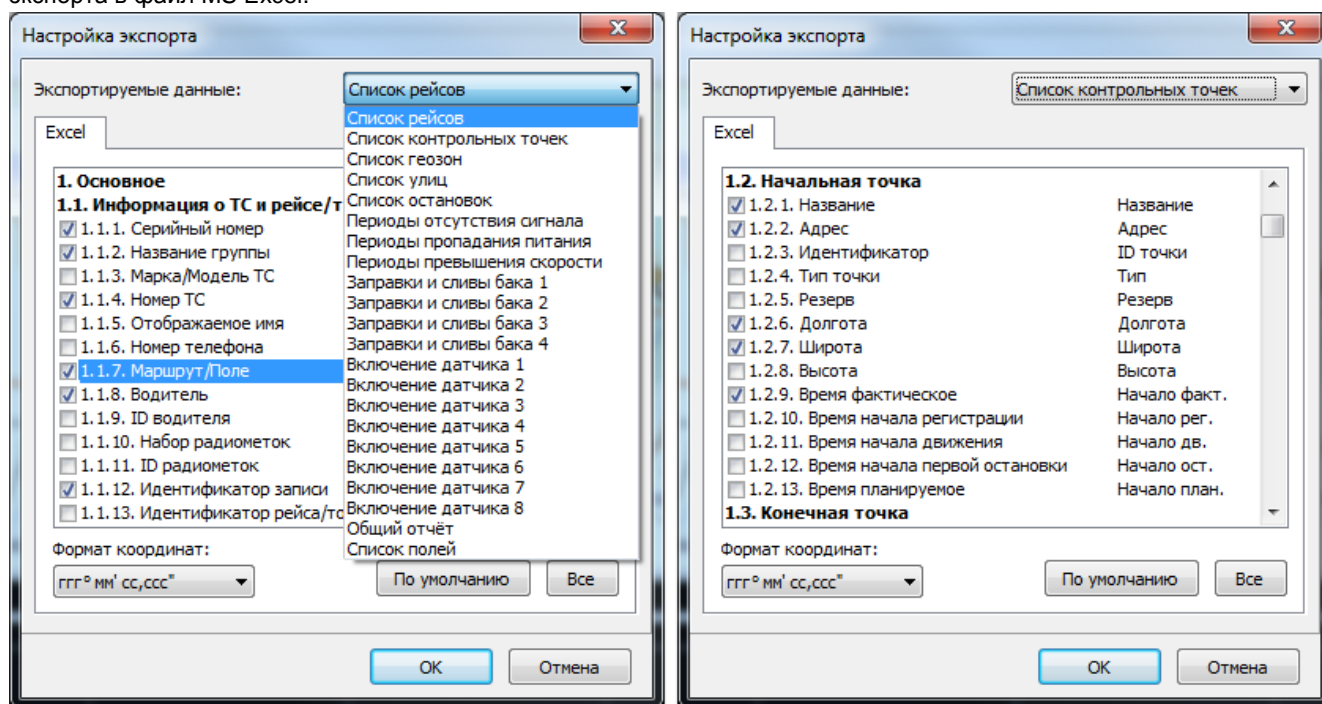 экспорта в файл MS Excel.
Настройка экспорта
Экспортируемые данные:
Список рейсов
Excel
Список рейсов
Список контрольных точек
Список геозон
Список улиц
Список остановок
Периоды отсутствия сигнала
Периоды пропадания питания
Периоды превышения скорости
Заправки и сливы бака 1
Заправки и сливы бака 2
Заправки и сливы бака 3
Заправки и сливы бака 4
Включение датчика 1
Включение датчика 2
Включение датчика 3
Включение датчика 4
Включение датчика 5
Включение датчика 6
Включение датчика 7
Включение датчика 8
Общий отчёт
Список полей
1. Основное
1.1. Информация о ТС и рейсе/т
1.1.1. Серийный номер
1.1.2. Название группы
1.1.3. Марка/Модель ТС
1.1.4. Номер ТС
1.1.5. Отображаемое имя
1.1.6. Номер телефона
1.1.7. Маршрут/Поле
1.1.8. Водитель
1.1.9. ID водителя
1.1.10. Набор радиометок
1.1.11. ID радиометок
1.1.12. Идентификатор записи
1.1.13. Идентификатор рейса/то
Формат координат:
ггг° мм' сс,ссс"
По умолчанию
Все
OK
Отмена
Настройка экспорта
Экспортируемые данные:
Список контрольных точек
Excel
1.2. Начальная точка
1.2.1. Название Название
1.2.2. Адрес Адрес
1.2.3. Идентификатор ID точки
1.2.4. Тип точки Тип
1.2.5. Резерв Резерв
1.2.6. Долгота Долгота
1.2.7. Широта Широта
1.2.8. Высота Высота
1.2.9. Время фактическое Начало факт.
1.2.10. Время начала регистрации Начало рег.
1.2.11. Время начала движения Начало дв.
1.2.12. Время начала первой остановки Начало ост.
1.2.13. Время планируемое Начало план.
1.3. Конечная точка
Формат координат:
ггг° мм' сс,ссс"
По умолчанию
Все
OK
Отмена